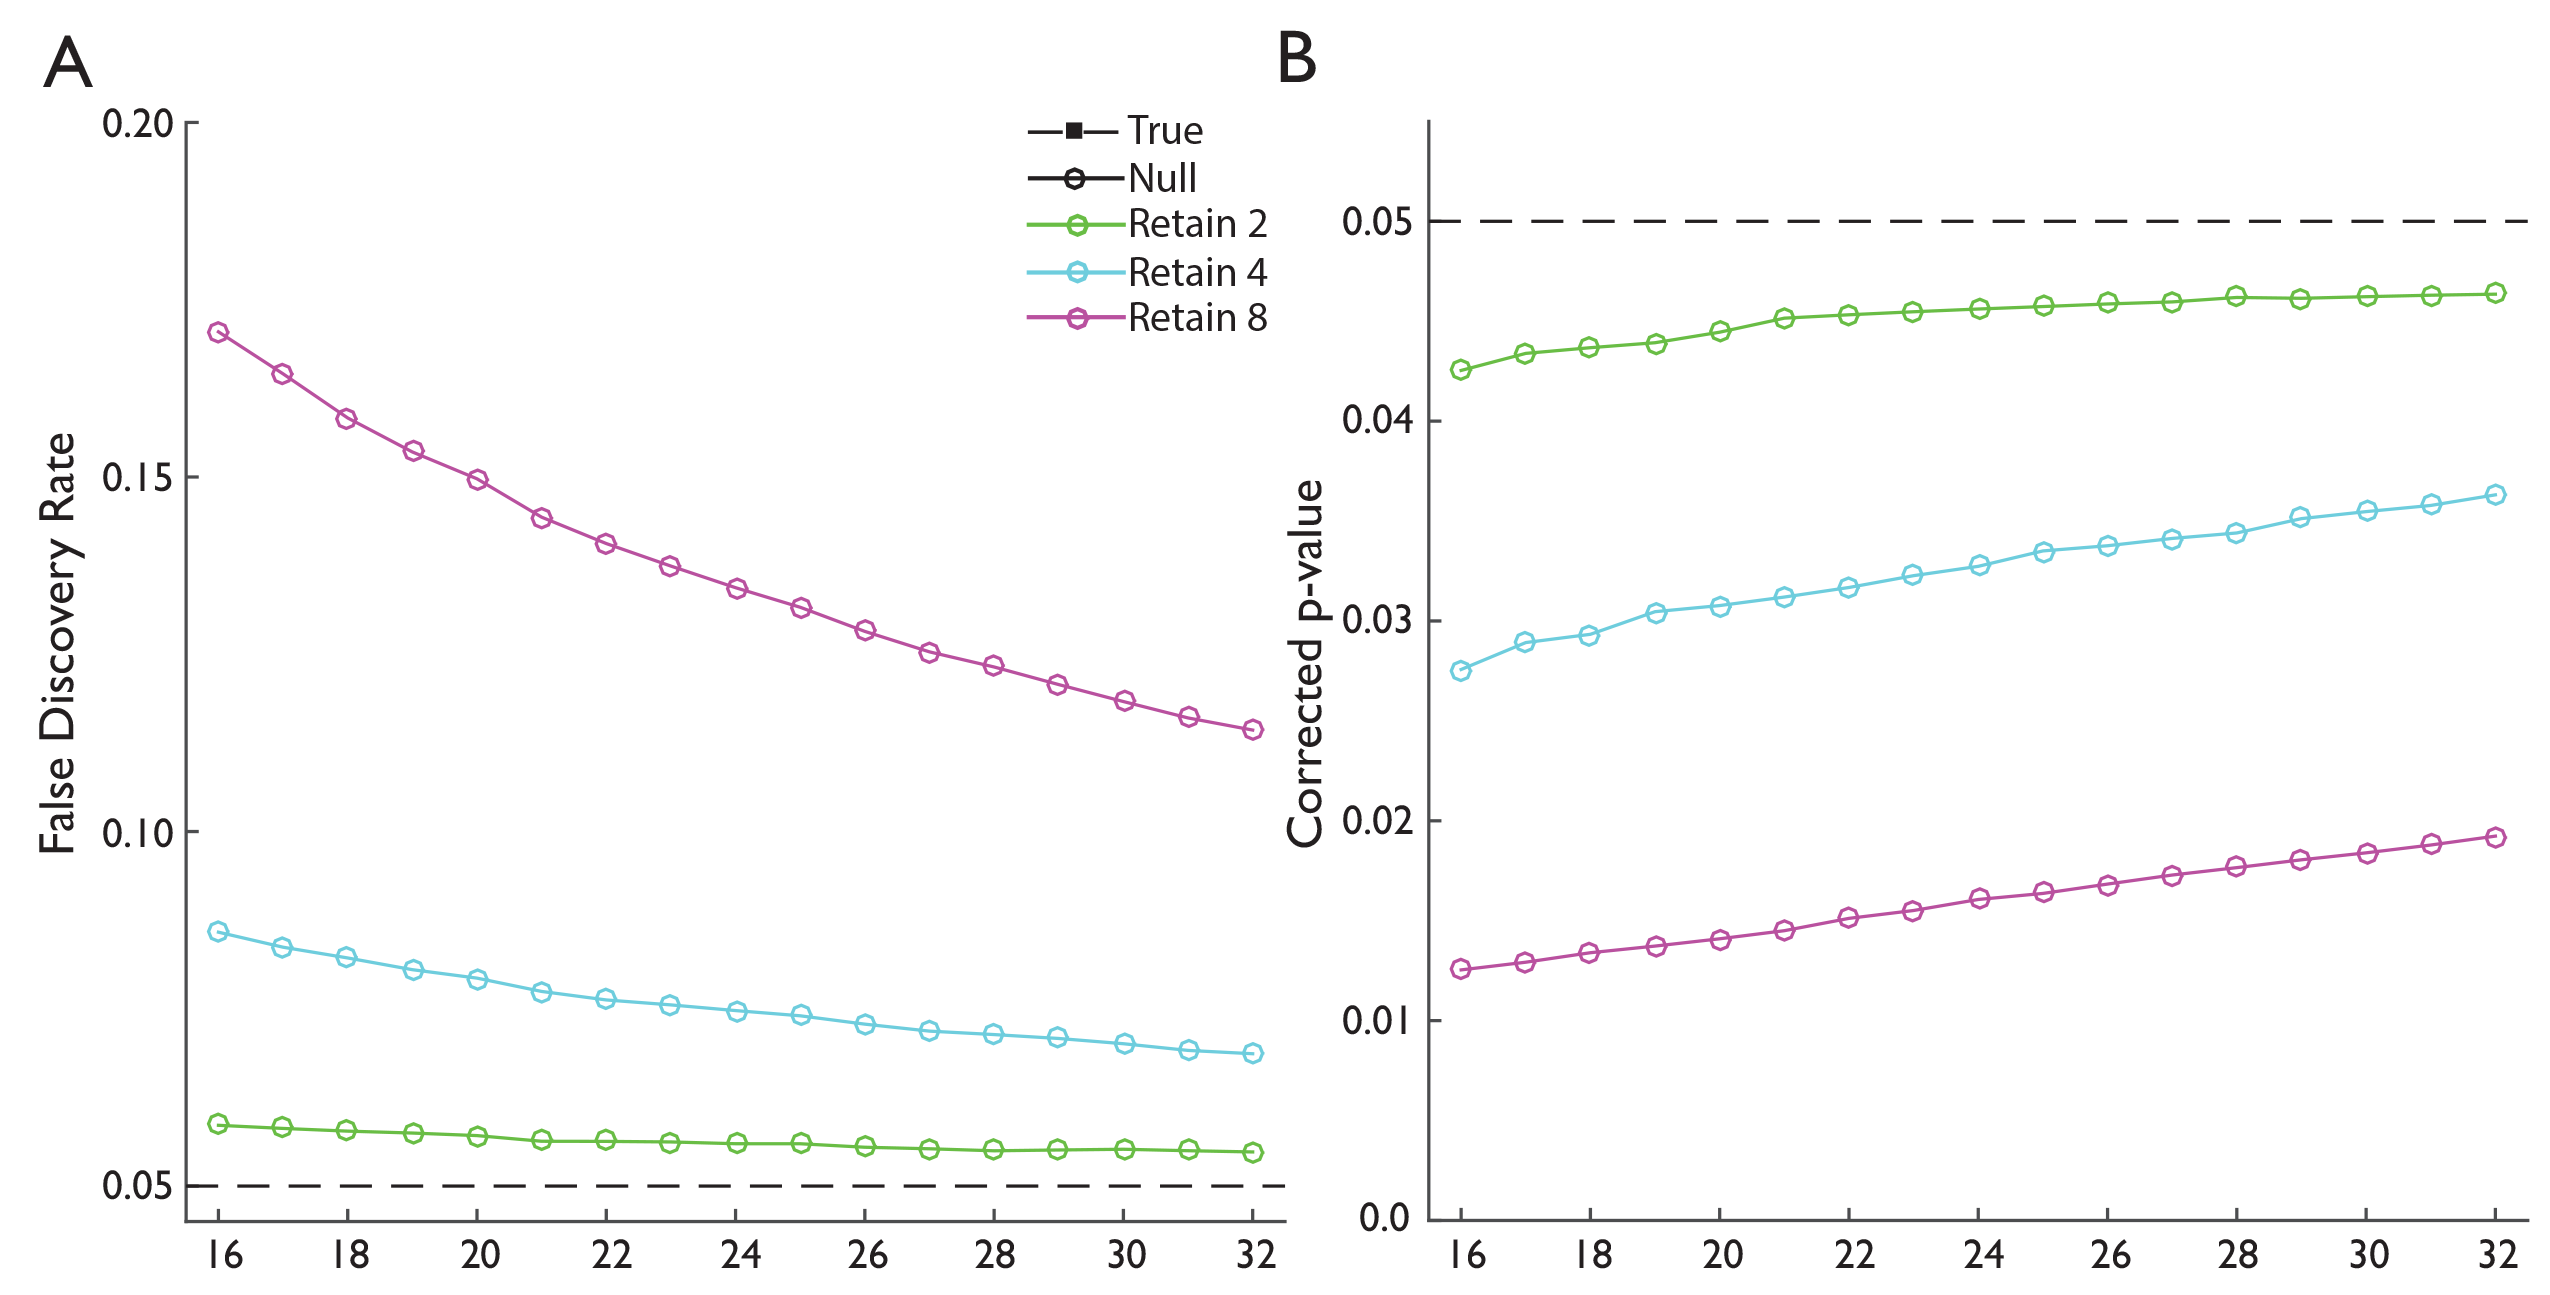 A
False Discovery Rate
0.20
0.15
0.10
0.05
16 18 20 22 24 26 28 30 32
True
Null
Retain 2
Retain 4
Retain 8
B
Corrected p-value
0.05
0.04
0.03
0.02
0.01
0.0
16 18 20 22 24 26 28 30 32